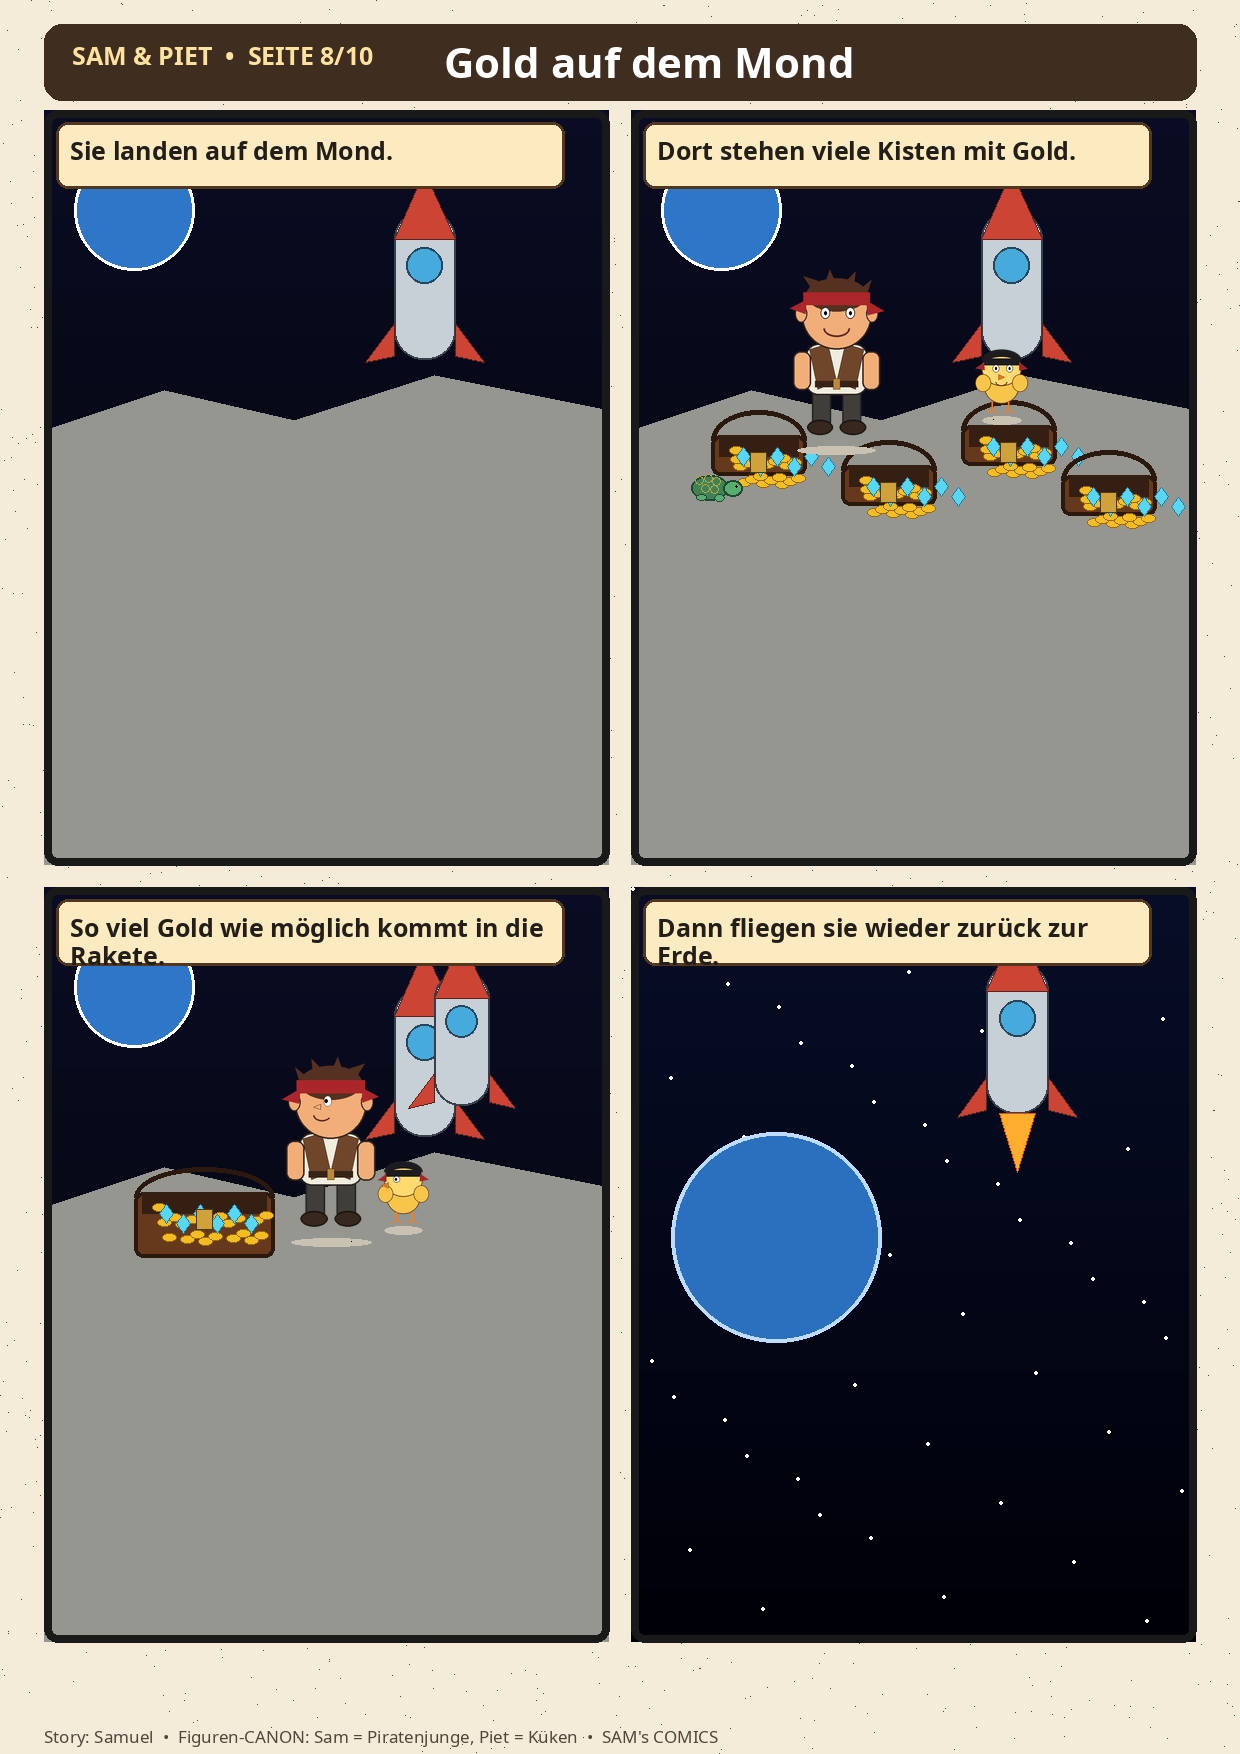 SAM & PIET • SEITE 8/10
Gold auf dem Mond
Sie landen auf dem Mond.
Dort stehen viele Kisten mit Gold.
So viel Gold wie möglich kommt in die
Rakete.
Dann fliegen sie wieder zurück zur
Erde.
Story: Samuel • Figuren-CANON: Sam = Piratenjunge, Piet = Küken • SAM's COMICS